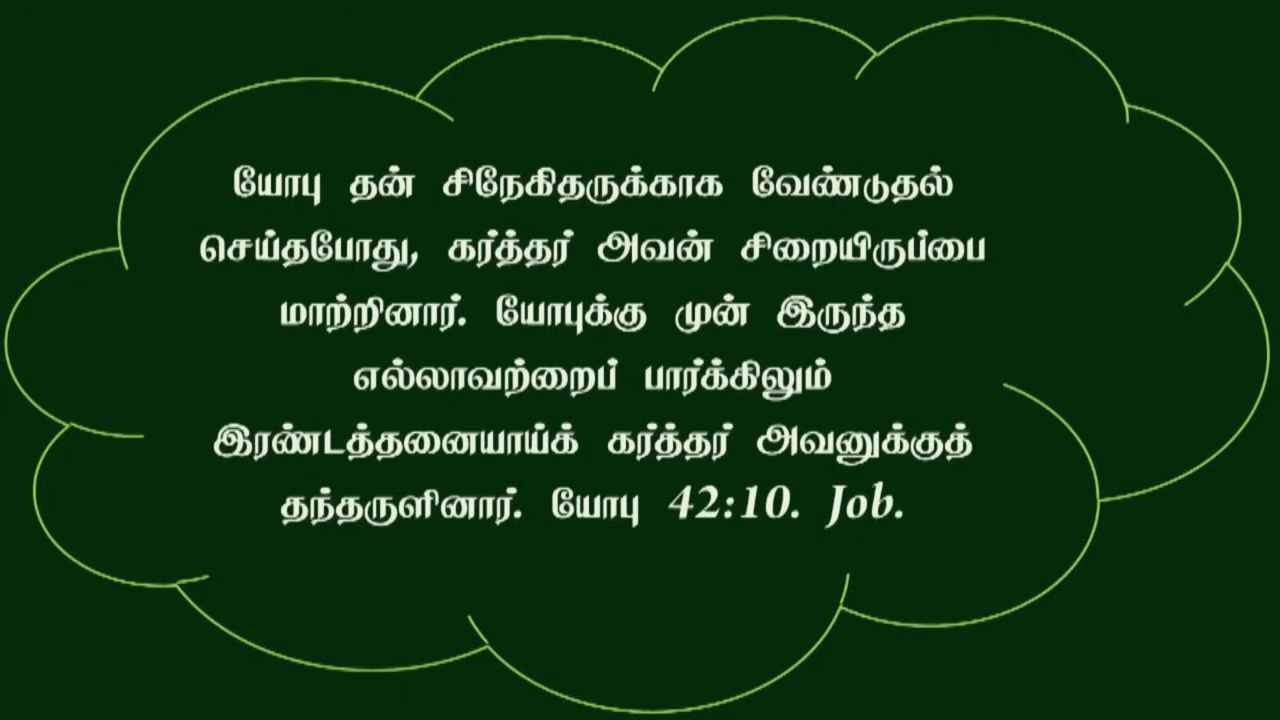 யோபு தன் சிநேகிதருக்காக வேண்டுதல்
செய்தபோது, கர்த்தர் அவன் சிறையிருப்பை
மாற்றினார். யோபுக்கு முன் இருந்த
எல்லாவற்றைப் பார்க்கிலும்
இரண்டத்தனையாய்க் கர்த்தர் அவனுக்குத்
தந்தருளினார். யோபு 42:10. Job.